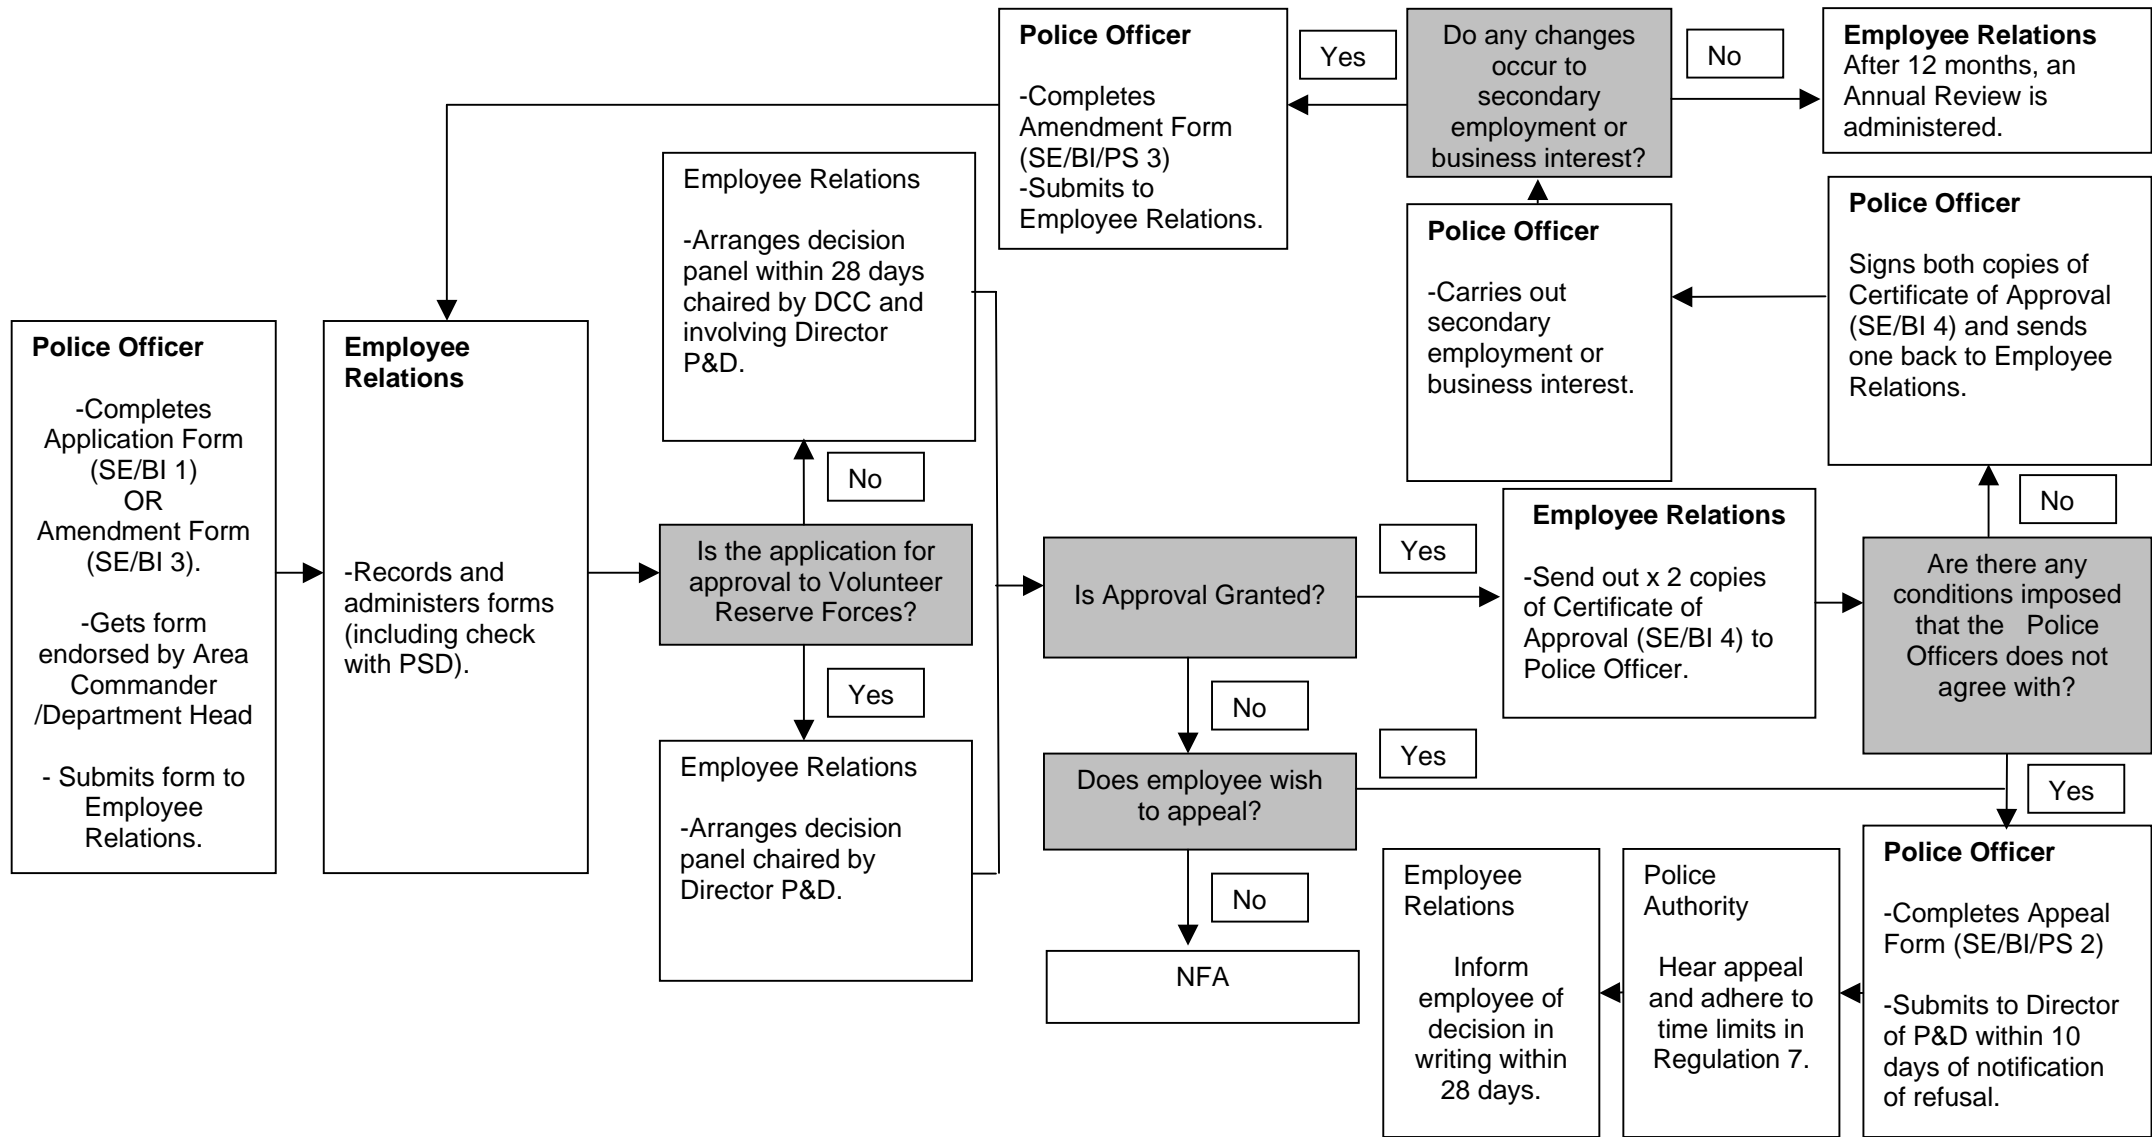 Police Officer
-Completes
Application Form
(SE/BI 1)
OR
Amendment Form
(SE/BI 3).
-Gets form
endorsed by Area
Commander
/Department Head
- Submits form to
Employee
Relations.
Employee
Relations
-Records and
administers forms
(including check
with PSD).
Employee Relations
-Arranges decision
panel within 28 days
chaired by DCC and
involving Director
P&D.
No
Is the application for
approval to Volunteer
Reserve Forces?
Yes
Employee Relations
-Arranges decision
panel chaired by
Director P&D.
Police Officer
-Completes
Amendment Form
(SE/BI/PS 3)
-Submits to
Employee Relations.
Yes
Do any changes
occur to
secondary
employment or
business interest?
No
Employee Relations
After 12 months, an
Annual Review is
administered.
Police Officer
-Carries out
secondary
employment or
business interest.
Police Officer
Signs both copies of
Certificate of Approval
(SE/BI 4) and sends
one back to Employee
Relations.
Is Approval Granted?
Yes
Employee Relations
-Send out x 2 copies
of Certificate of
Approval (SE/BI 4) to
Police Officer.
No
Are there any
conditions imposed
that the Police
Officers does not
agree with?
No
Does employee wish
to appeal?
Yes
Yes
No
NFA
Employee
Relations
Inform
employee of
decision in
writing within
28 days.
Police
Authority
Hear appeal
and adhere to
time limits in
Regulation 7.
Police Officer
-Completes Appeal
Form (SE/BI/PS 2)
-Submits to Director
of P&D within 10
days of notification
of refusal.